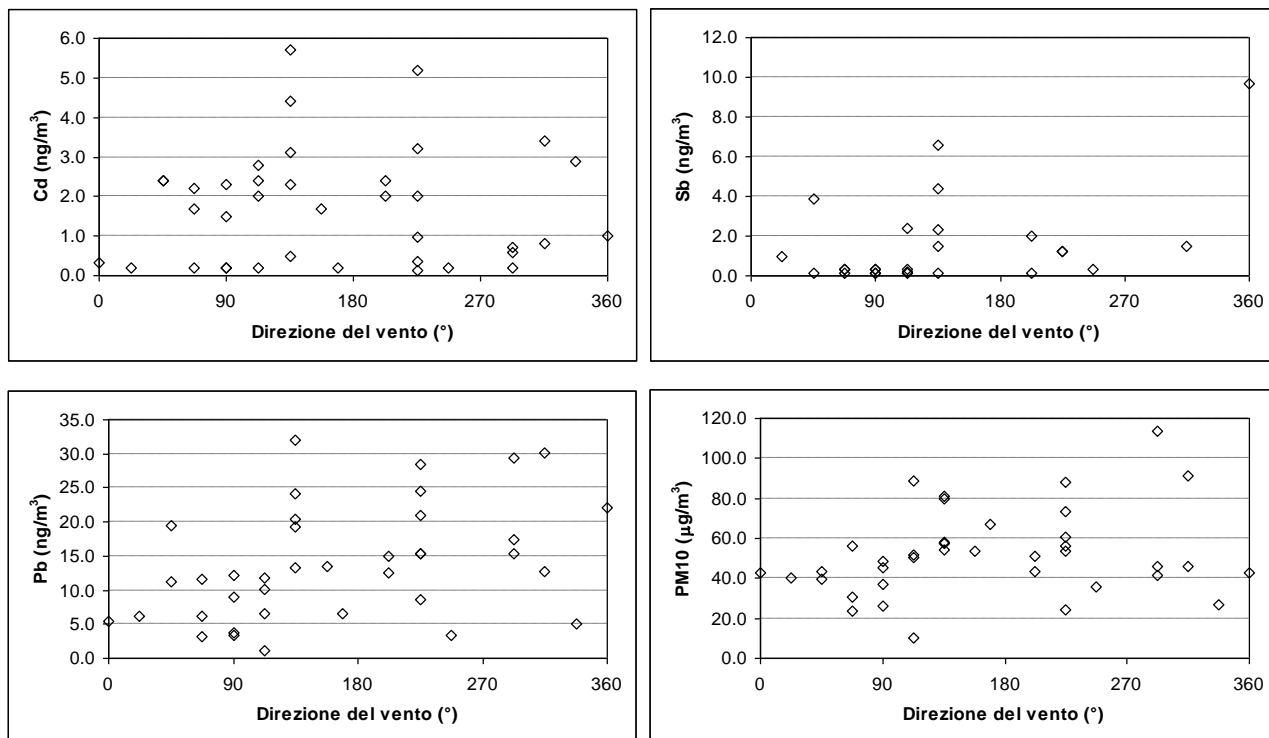 Cd (ng/m³)
6.0
5.0
4.0
3.0
2.0
1.0
0.0
0 90 180 270 360
Direzione del vento (°)
Sb (ng/m³)
12.0
10.0
8.0
6.0
4.0
2.0
0.0
0 90 180 270 360
Direzione del vento (°)
Pb (ng/m³)
35.0
30.0
25.0
20.0
15.0
10.0
5.0
0.0
0 90 180 270 360
Direzione del vento (°)
PM10 (µg/m³)
120.0
100.0
80.0
60.0
40.0
20.0
0.0
0 90 180 270 360
Direzione del vento (°)